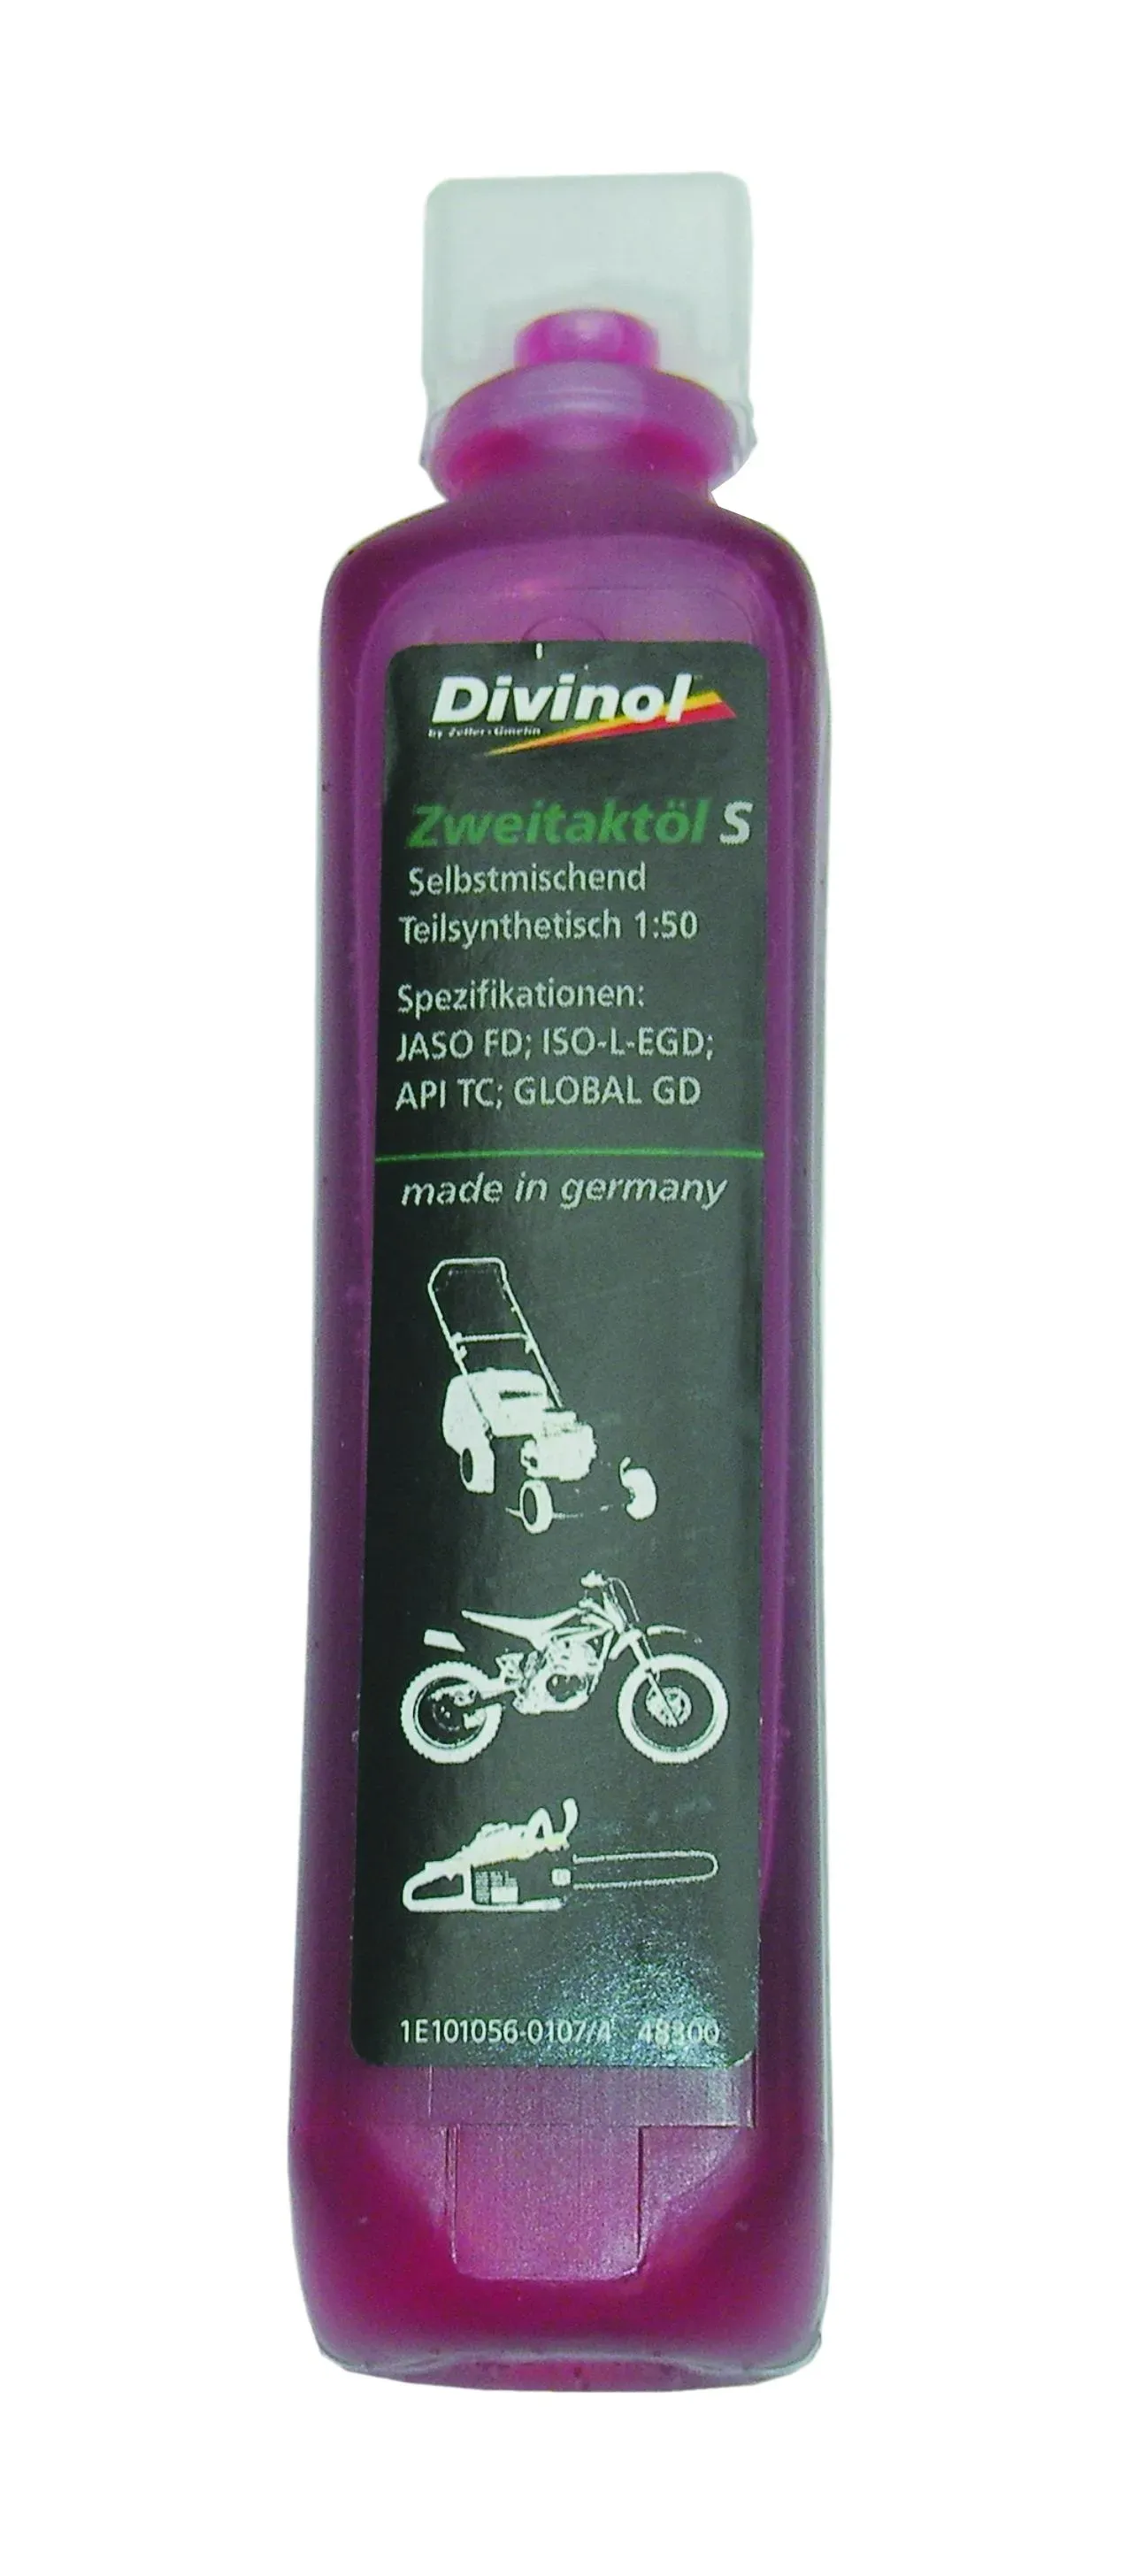 Divinol
by Zeller+Gmelin
Zweitaktöl S
Selbstmischend
Teilsynthetisch 1:50
Spezifikationen:
JASO FD; ISO-L-EGD;
API TC; GLOBAL GD
made in germany
1E101056-0107/4 48300